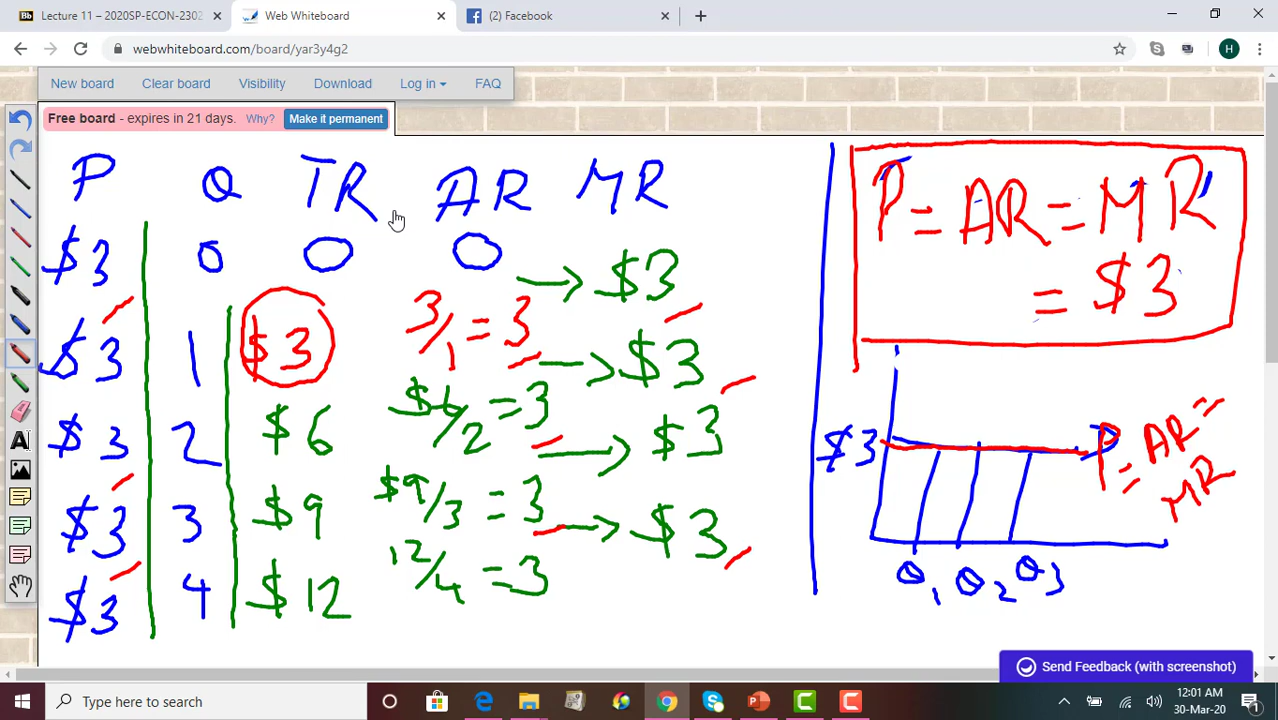 Lecture 11 – 2020SP-ECON-2302
Web Whiteboard
(2) Facebook
webwhiteboard.com/board/yar3y4g2
H
New board Clear board Visibility Download Log in FAQ
Free board - expires in 21 days. Why? Make it permanent
P Q TR AR MR
$3 0 0 0
→ $3
$3 1 $3 3/1 = 3
→ $3
$3 2 $6 $6/2 = 3
→ $3
$3 3 $9 $9/3 = 3
→ $3
$3 4 $12 12/4 = 3
P = AR = MR
= $3
$3
P = AR =
MR
Q1 Q2 Q3
A
Send Feedback (with screenshot)
Type here to search
12:01 AM
30-Mar-20